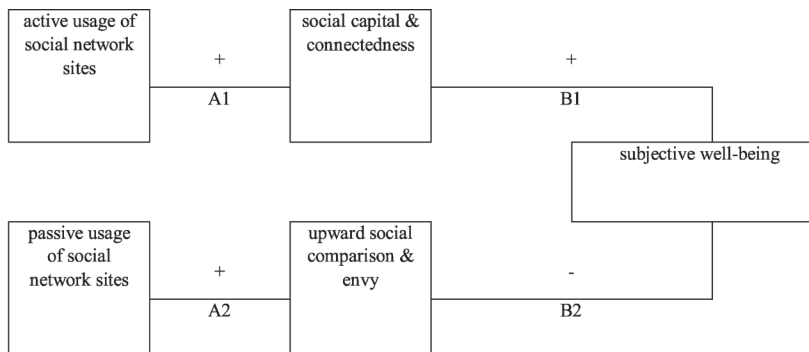 active usage of
social network
sites
+
A1
social capital &
connectedness
+
B1
subjective well-being
passive usage
of social
network sites
+
A2
upward social
comparison &
envy
-
B2